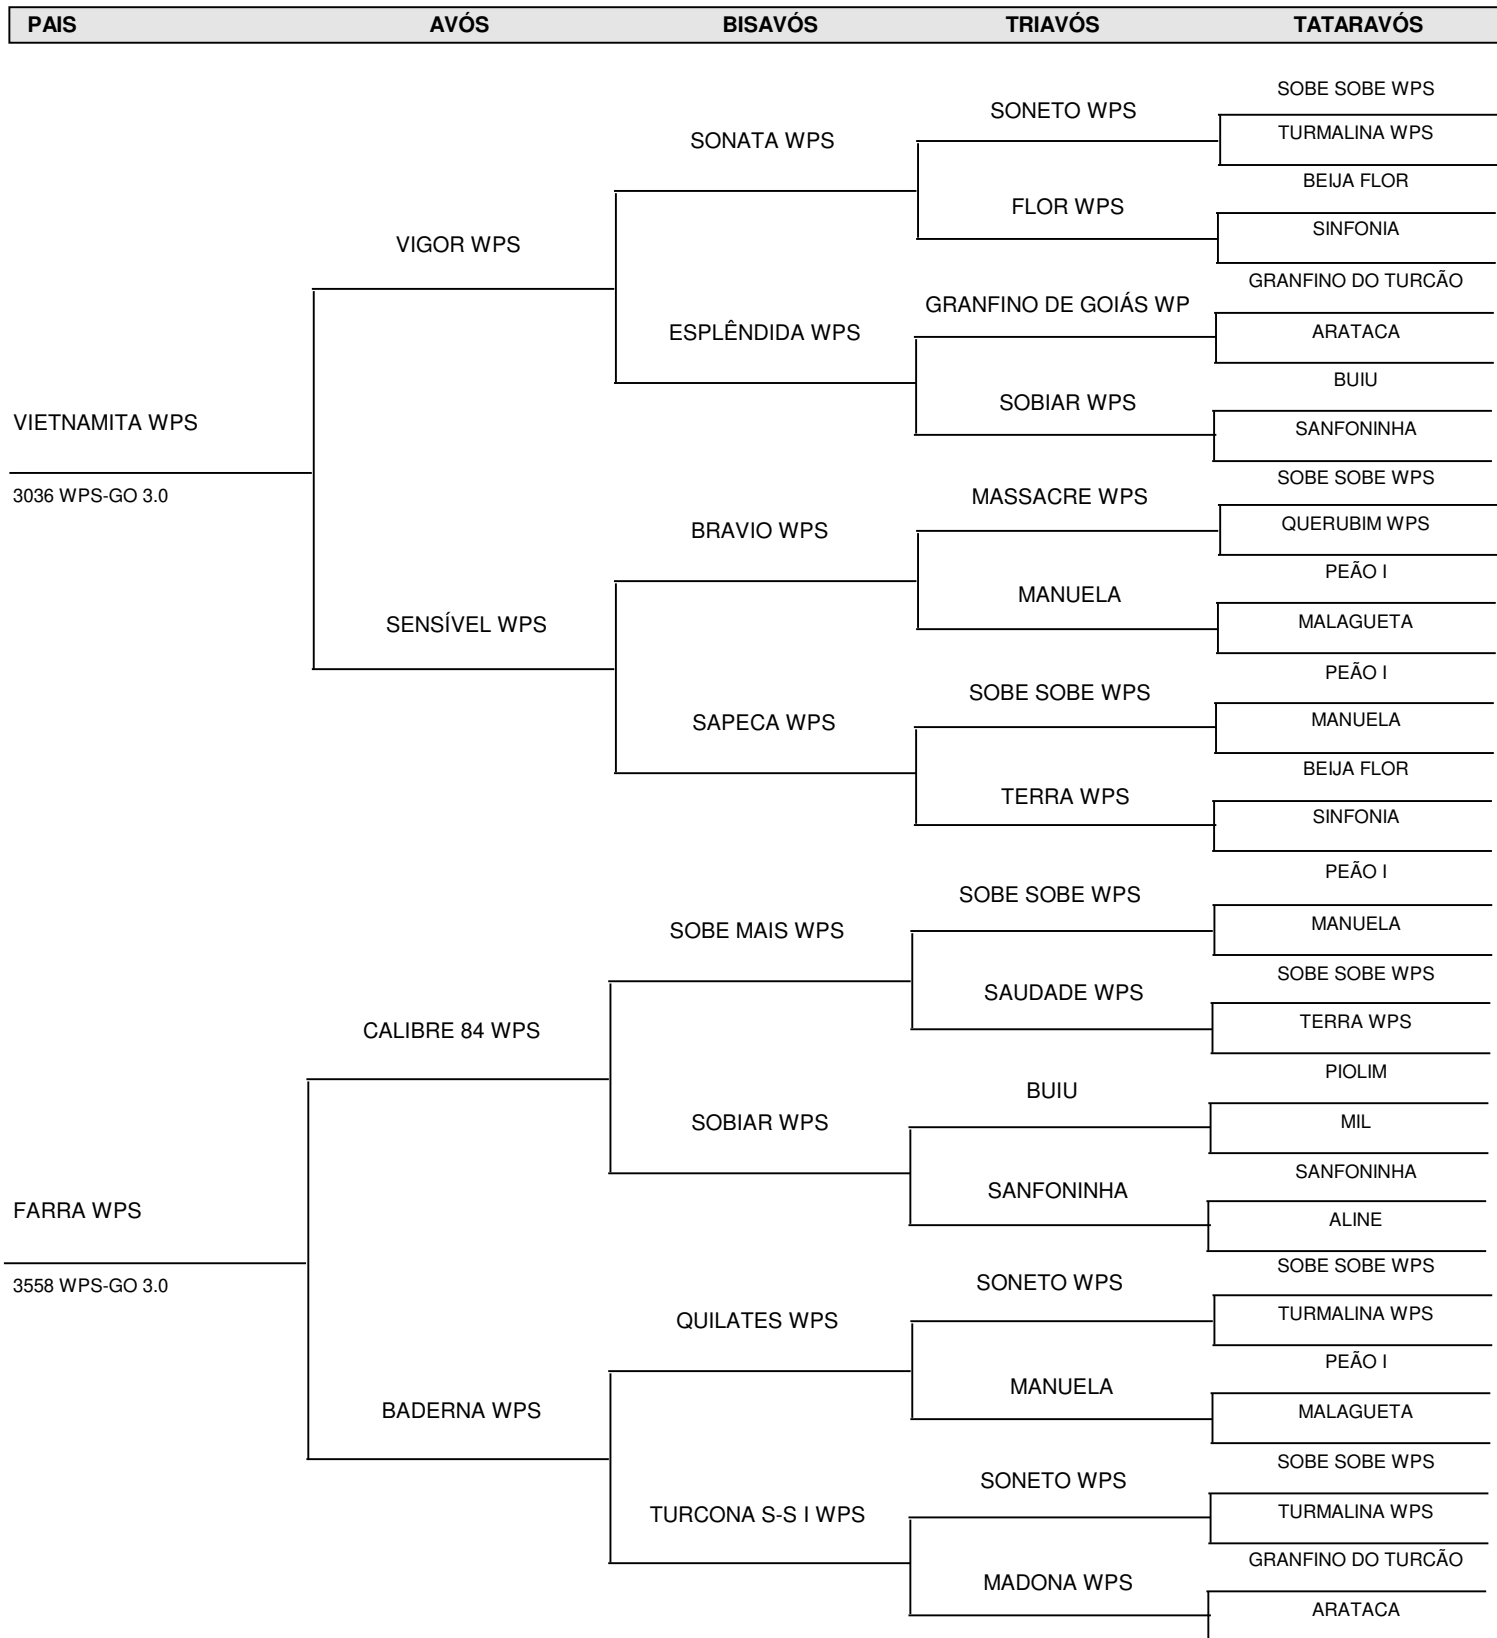 PAIS AVÓS BISAVÓS TRIAVÓS TATARAVÓS
SOBE SOBE WPS
SONETO WPS
TURMALINA WPS
SONATA WPS
BEIJA FLOR
FLOR WPS
SINFONIA
VIGOR WPS
GRANFINO DO TURCÃO
GRANFINO DE GOIÁS WP
ARATACA
ESPLÊNDIDA WPS
BUIU
SOBIAR WPS
SANFONINHA
VIETNAMITA WPS
3036 WPS-GO 3.0
SOBE SOBE WPS
MASSACRE WPS
QUERUBIM WPS
BRAVIO WPS
PEÃO I
MANUELA
MALAGUETA
SENSÍVEL WPS
PEÃO I
SOBE SOBE WPS
MANUELA
SAPECA WPS
BEIJA FLOR
TERRA WPS
SINFONIA
PEÃO I
SOBE SOBE WPS
MANUELA
SOBE MAIS WPS
SOBE SOBE WPS
SAUDADE WPS
TERRA WPS
CALIBRE 84 WPS
PIOLIM
BUIU
MIL
SOBIAR WPS
SANFONINHA
SANFONINHA
ALINE
FARRA WPS
3558 WPS-GO 3.0
SOBE SOBE WPS
SONETO WPS
TURMALINA WPS
QUILATES WPS
PEÃO I
MANUELA
MALAGUETA
BADERNA WPS
SOBE SOBE WPS
SONETO WPS
TURMALINA WPS
TURCONA S-S I WPS
GRANFINO DO TURCÃO
MADONA WPS
ARATACA